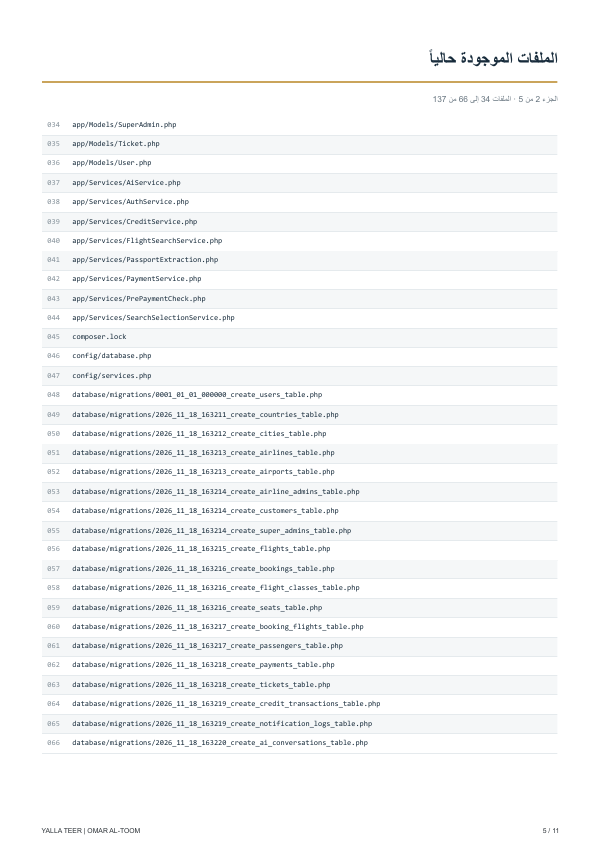 الملفات الموجودة حالياً
الجزء 2 من 5 · الملفات 34 إلى 66 من 137
034 app/Models/SuperAdmin.php
035 app/Models/Ticket.php
036 app/Models/User.php
037 app/Services/AiService.php
038 app/Services/AuthService.php
039 app/Services/CreditService.php
040 app/Services/FlightSearchService.php
041 app/Services/PassportExtraction.php
042 app/Services/PaymentService.php
043 app/Services/PrePaymentCheck.php
044 app/Services/SearchSelectionService.php
045 composer.lock
046 config/database.php
047 config/services.php
048 database/migrations/0001_01_01_000000_create_users_table.php
049 database/migrations/2026_11_18_163211_create_countries_table.php
050 database/migrations/2026_11_18_163212_create_cities_table.php
051 database/migrations/2026_11_18_163213_create_airlines_table.php
052 database/migrations/2026_11_18_163213_create_airports_table.php
053 database/migrations/2026_11_18_163214_create_airline_admins_table.php
054 database/migrations/2026_11_18_163214_create_customers_table.php
055 database/migrations/2026_11_18_163214_create_super_admins_table.php
056 database/migrations/2026_11_18_163215_create_flights_table.php
057 database/migrations/2026_11_18_163216_create_bookings_table.php
058 database/migrations/2026_11_18_163216_create_flight_classes_table.php
059 database/migrations/2026_11_18_163216_create_seats_table.php
060 database/migrations/2026_11_18_163217_create_booking_flights_table.php
061 database/migrations/2026_11_18_163217_create_passengers_table.php
062 database/migrations/2026_11_18_163218_create_payments_table.php
063 database/migrations/2026_11_18_163218_create_tickets_table.php
064 database/migrations/2026_11_18_163219_create_credit_transactions_table.php
065 database/migrations/2026_11_18_163219_create_notification_logs_table.php
066 database/migrations/2026_11_18_163220_create_ai_conversations_table.php
YALLA TEER | OMAR AL-TOOM
5 / 11